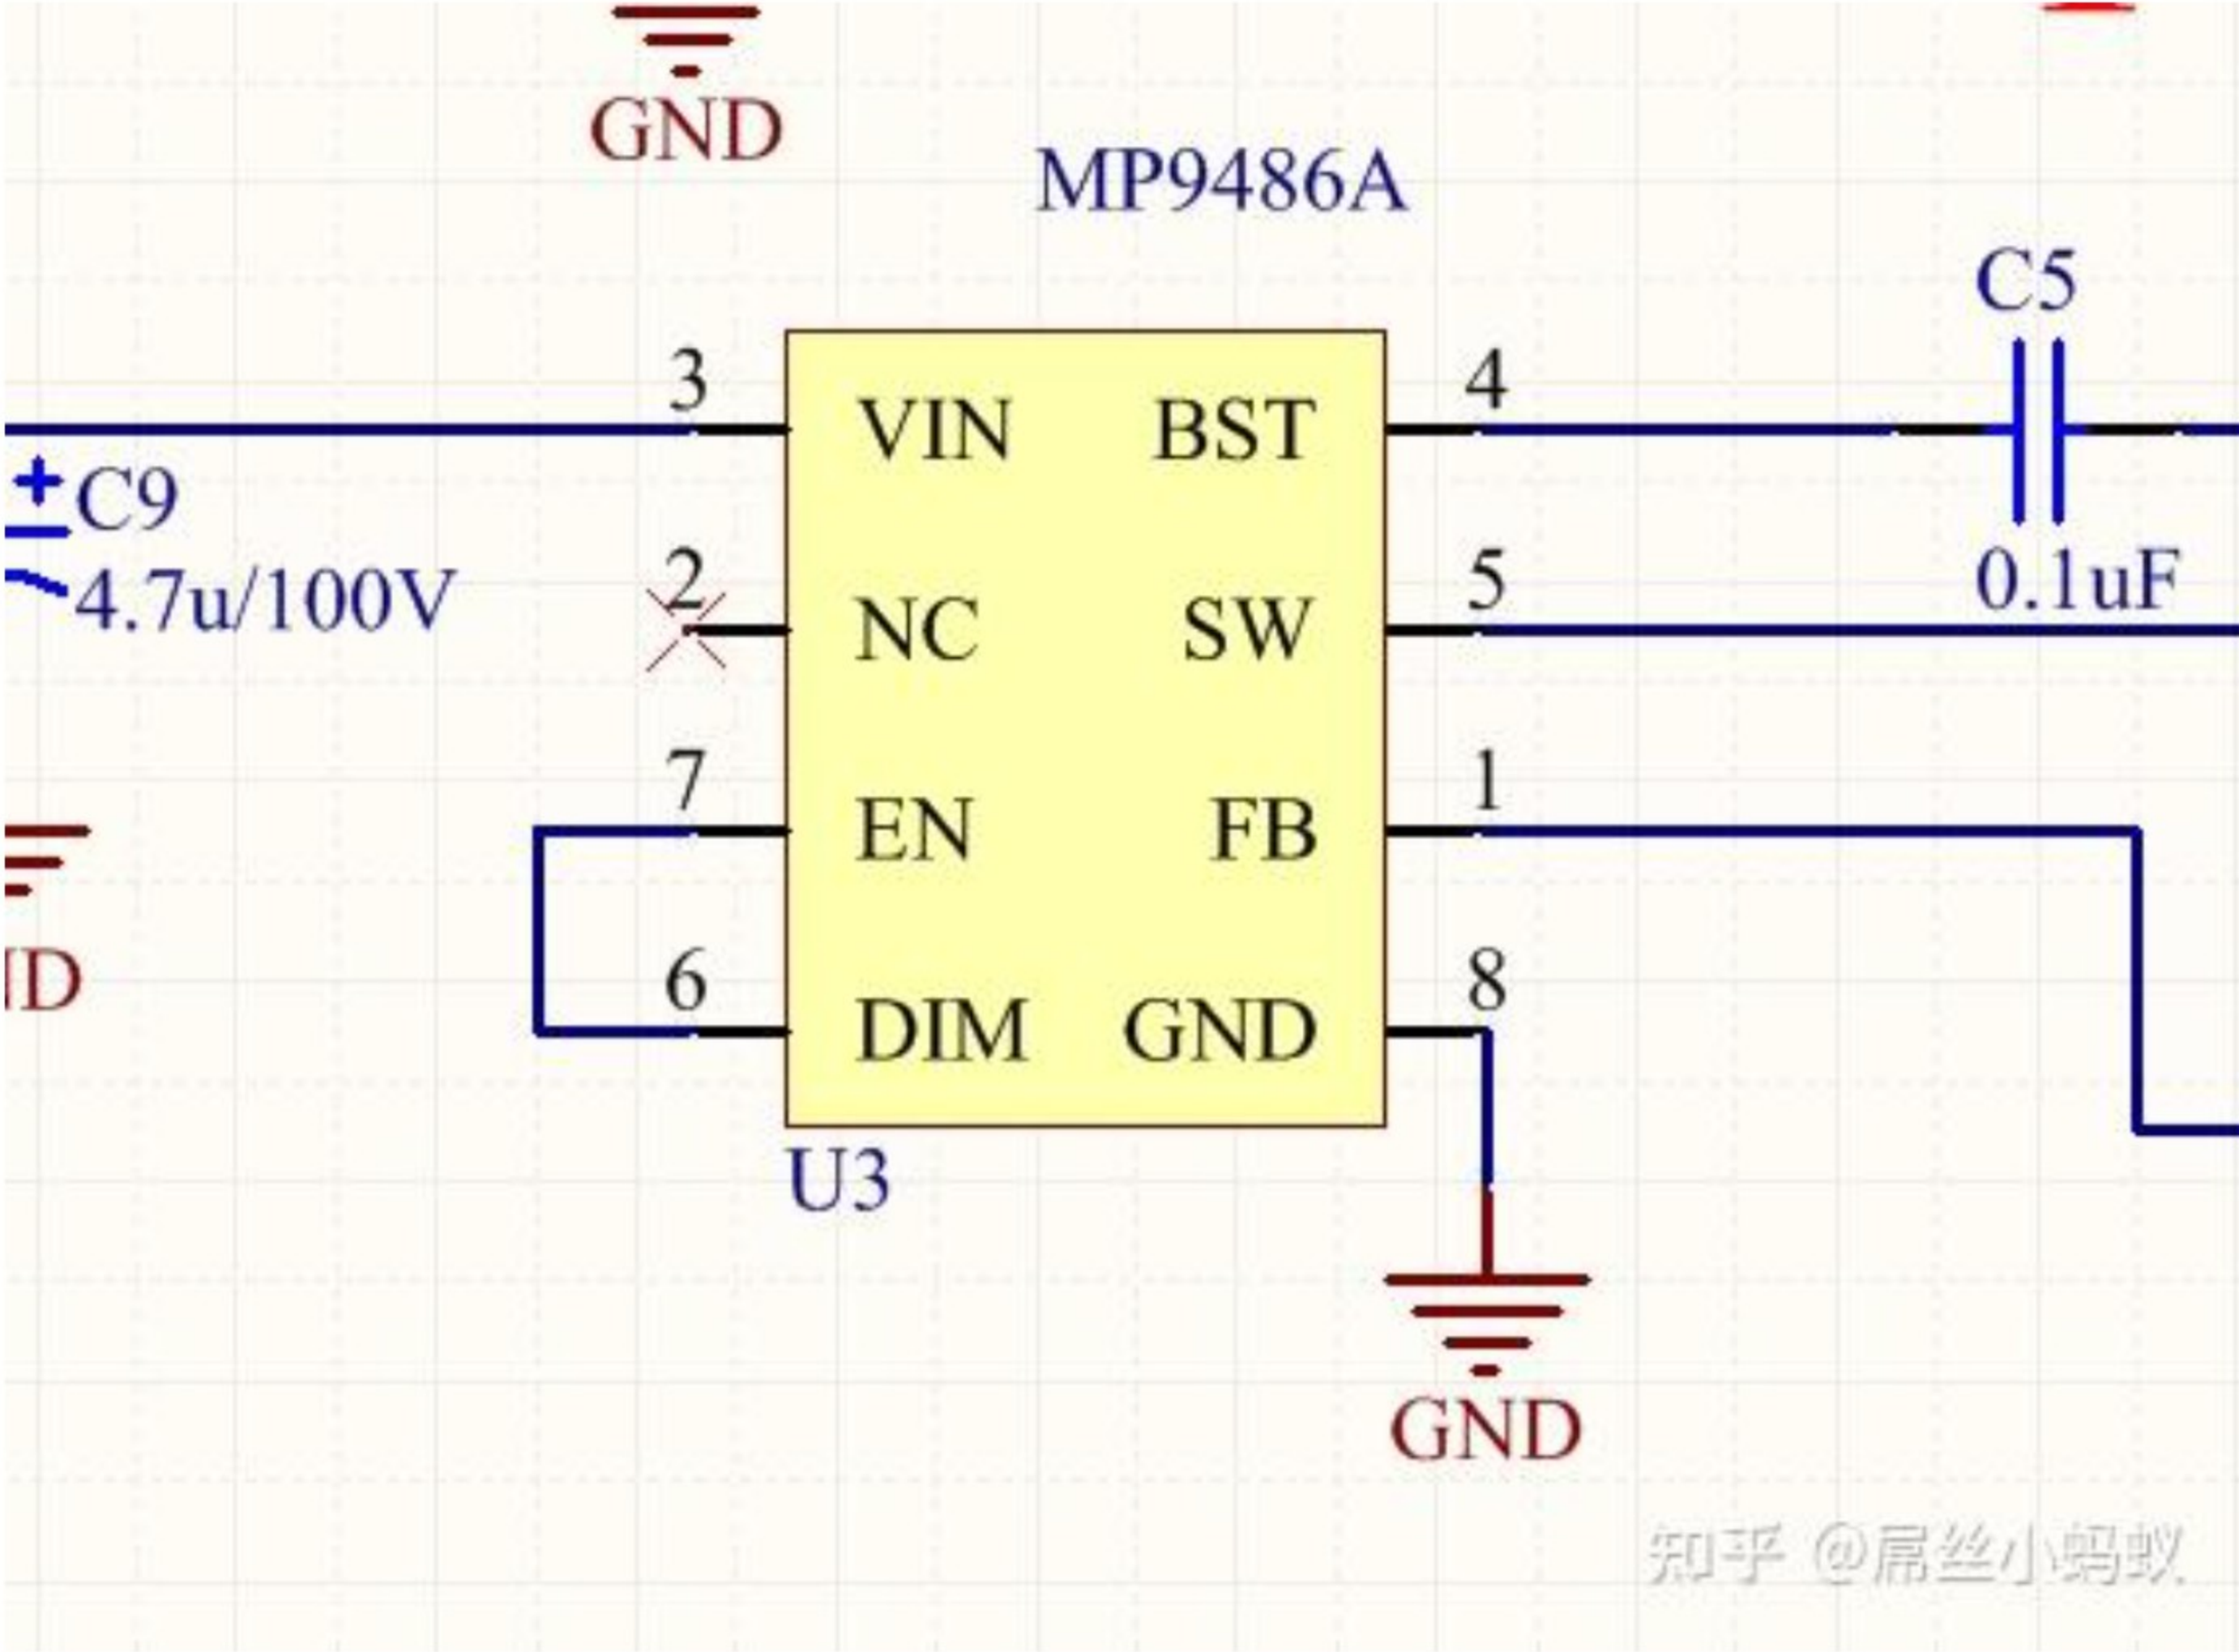 GND
MP9486A
C5
3
4
VIN
BST
C9
2
5
0.1uF
4.7u/100V
NC
SW
7
1
EN
FB
6
8
ND
DIM
GND
U3
GND
知乎 @屌丝小蚂蚁